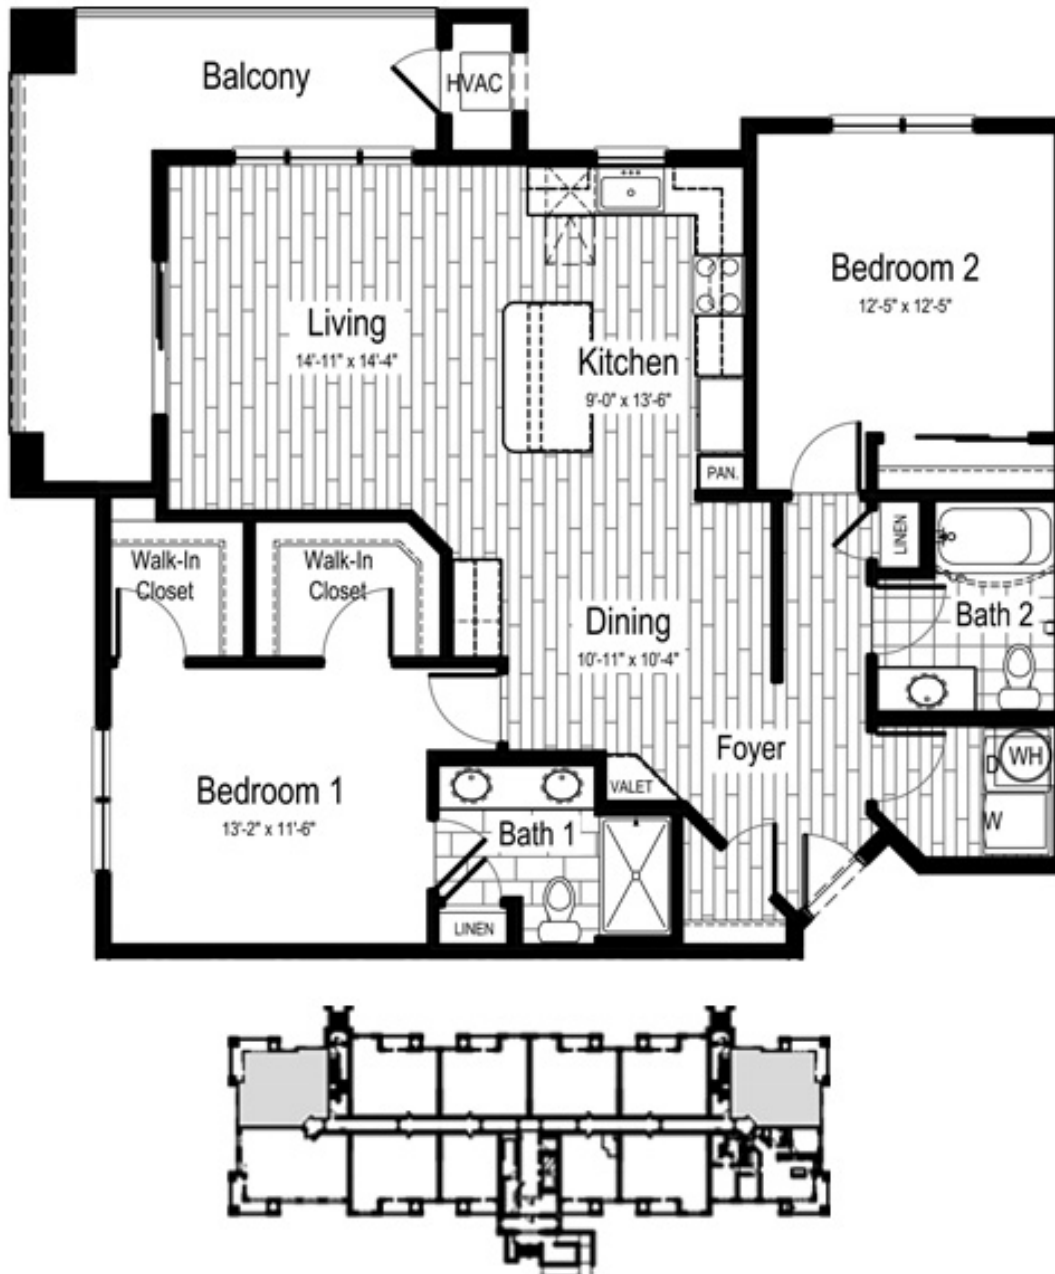 Balcony
HVAC
Bedroom 2
12'-5" x 12'-5"
Living
14'-11" x 14'-4"
Kitchen
9'-0" x 13'-6"
PAN.
LINEN
Walk-In
Closet
Walk-In
Closet
Dining
10'-11" x 10'-4"
Bath 2
Foyer
WH
D
W
VALET
Bedroom 1
13'-2" x 11'-6"
Bath 1
LINEN